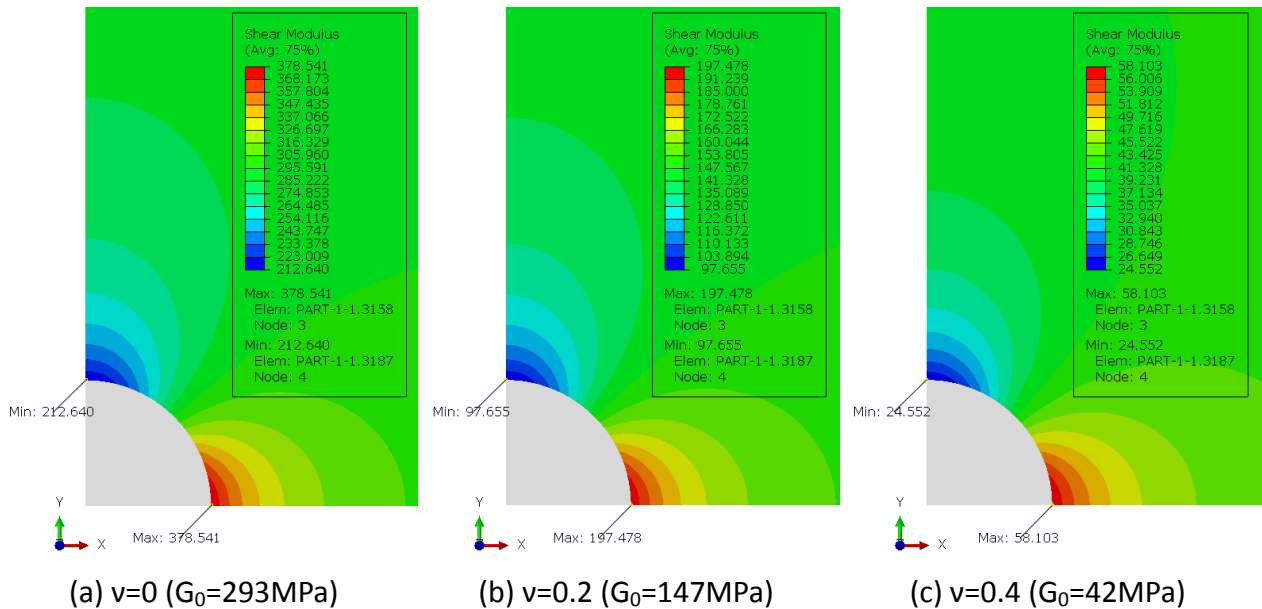 Shear Modulus
(Avg: 75%)
378.541
368.173
357.804
347.435
337.066
326.697
316.329
305.960
295.591
285.222
274.853
264.485
254.116
243.747
233.378
223.009
212.640
Max: 378.541
Elem: PART-1-1.3158
Node: 3
Min: 212.640
Elem: PART-1-1.3187
Node: 4
Min: 212.640
Y
X
Max: 378.541
(a) ν=0 (G₀=293MPa)
Shear Modulus
(Avg: 75%)
197.478
191.239
185.000
178.761
172.522
166.283
160.044
153.805
147.567
141.328
135.089
128.850
122.611
116.372
110.133
103.894
97.655
Max: 197.478
Elem: PART-1-1.3158
Node: 3
Min: 97.655
Elem: PART-1-1.3187
Node: 4
Min: 97.655
Y
X
Max: 197.478
(b) ν=0.2 (G₀=147MPa)
Shear Modulus
(Avg: 75%)
58.103
56.006
53.909
51.812
49.716
47.619
45.522
43.425
41.328
39.231
37.134
35.037
32.940
30.843
28.746
26.649
24.552
Max: 58.103
Elem: PART-1-1.3158
Node: 3
Min: 24.552
Elem: PART-1-1.3187
Node: 4
Min: 24.552
Y
X
Max: 58.103
(c) ν=0.4 (G₀=42MPa)